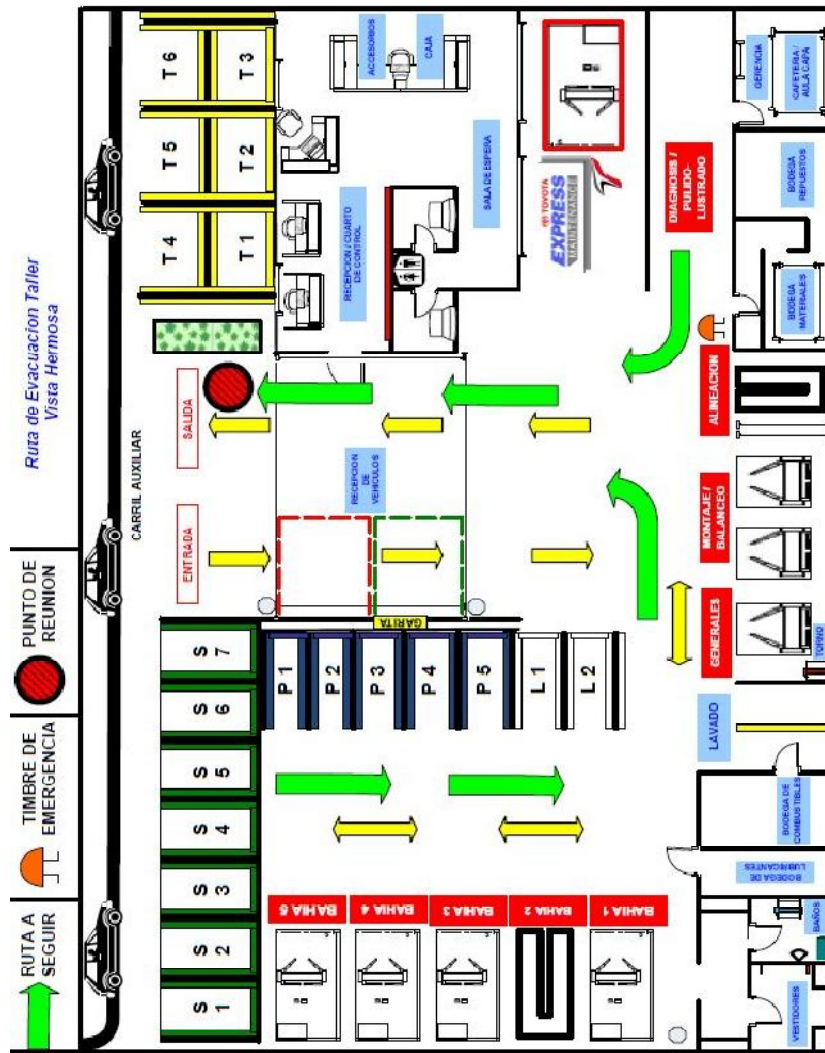 Ruta de Evacuacion Taller
Vista Hermosa
RUTA A
SEGUIR
TIMBRE DE
EMERGENCIA
PUNTO DE
REUNION
CARRIL AUXILIAR
ENTRADA
SALIDA
S 1
S 2
S 3
S 4
S 5
S 6
S 7
T 4
T 5
T 6
T 1
T 2
T 3
P 1
P 2
P 3
P 4
P 5
L 1
L 2
GARITA
RECEPCION
DE
VEHICULOS
RECEPCION / CUARTO
DE CONTROL
ACCESORIOS
CAJA
SALA DE ESPERA
TOYOTA
EXPRESS
MAINTENANCE
BAHIA 5
BAHIA 4
BAHIA 3
BAHIA 2
BAHIA 1
GENERALES
MONTAJE /
BALANCEO
ALINEACION
DIAGNOSIS /
PULIDO-
LUSTRADO
LAVADO
TORNO
BODEGA DE
COMBUSTIBLES
BODEGA DE
LUBRICANTES
BAÑOS
VESTIDORES
BODEGA
MATERIALES
BODEGA
REPUESTOS
GERENCIA
CAFETERIA /
AULA CAPA